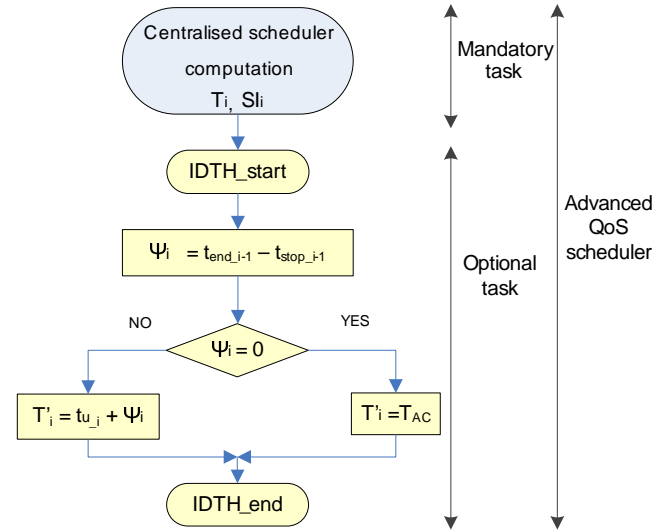 Centralised scheduler
computation
Ti, SIi
Mandatory
task
IDTH_start
Ψi = tend_i-1 – tstop_i-1
Advanced
QoS
scheduler
Optional
task
NO
YES
Ψi = 0
T'i = tu_i + Ψi
T'i =TAC
IDTH_end